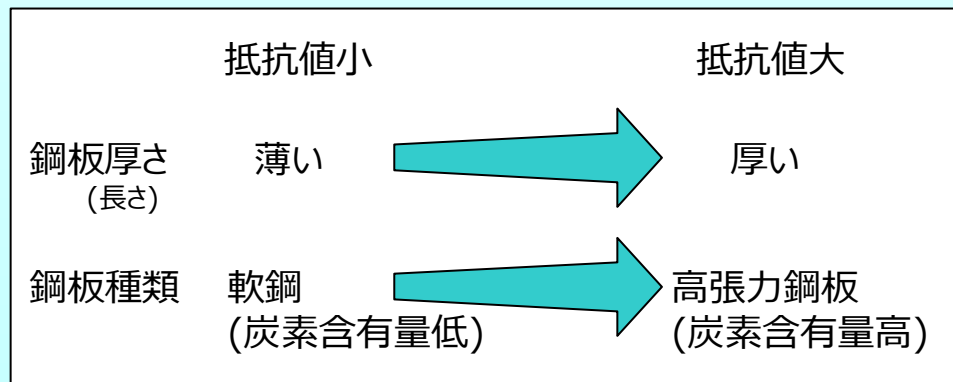 抵抗値小 抵抗値大
鋼板厚さ 薄い 厚い
(長さ)
鋼板種類 軟鋼 高張力鋼板
(炭素含有量低) (炭素含有量高)